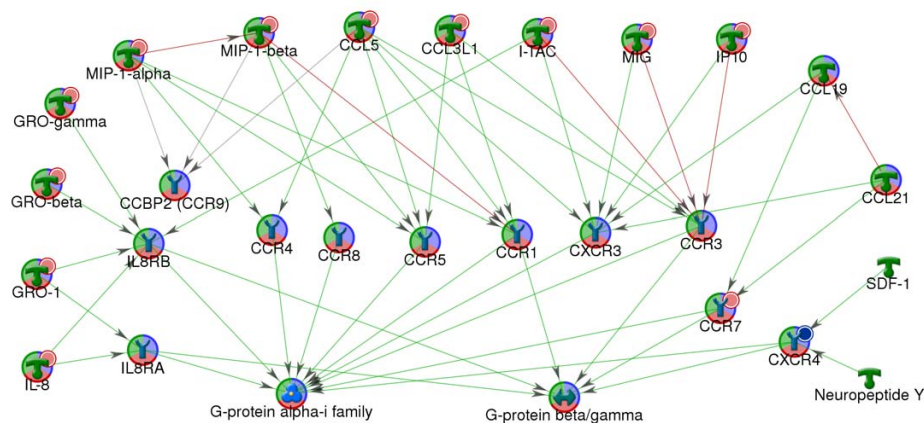 MIP-1-alpha
MIP-1-beta
CCL5
CCL3L1
I-TAC
MIG
IP10
CCL19
GRO-gamma
GRO-beta
CCBP2 (CCR9)
CCL21
IL8RB
CCR4
CCR8
CCR5
CCR1
CXCR3
CCR3
GRO-1
SDF-1
CCR7
IL-8
IL8RA
CXCR4
G-protein alpha-i family
G-protein beta/gamma
Neuropeptide Y